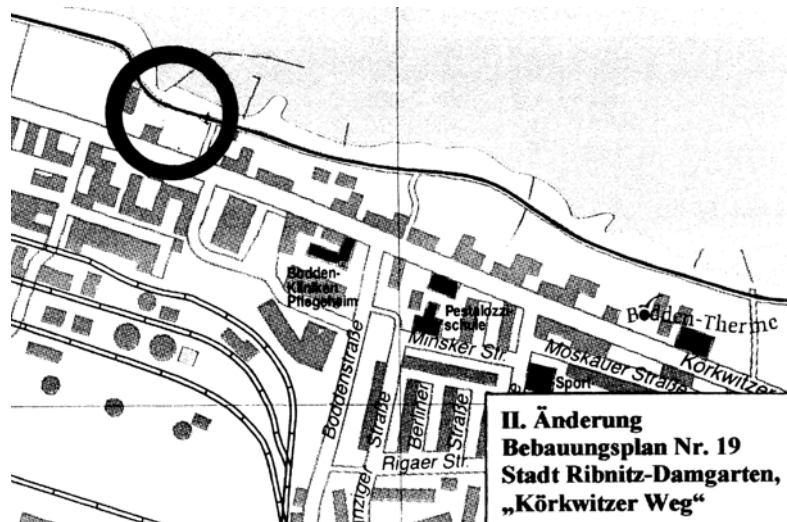 Bodden-
Kliniken
Pflegeheim
Pestalozzi-
schule
Bodden-Therme
Minsker Str.
Moskauer Straße
Körkwitzer
Sport-
Boddenstraße
Straße
Berliner
Straße
Rigaer Str.
nziger
II. Änderung
Bebauungsplan Nr. 19
Stadt Ribnitz-Damgarten,
„Körkwitzer Weg“